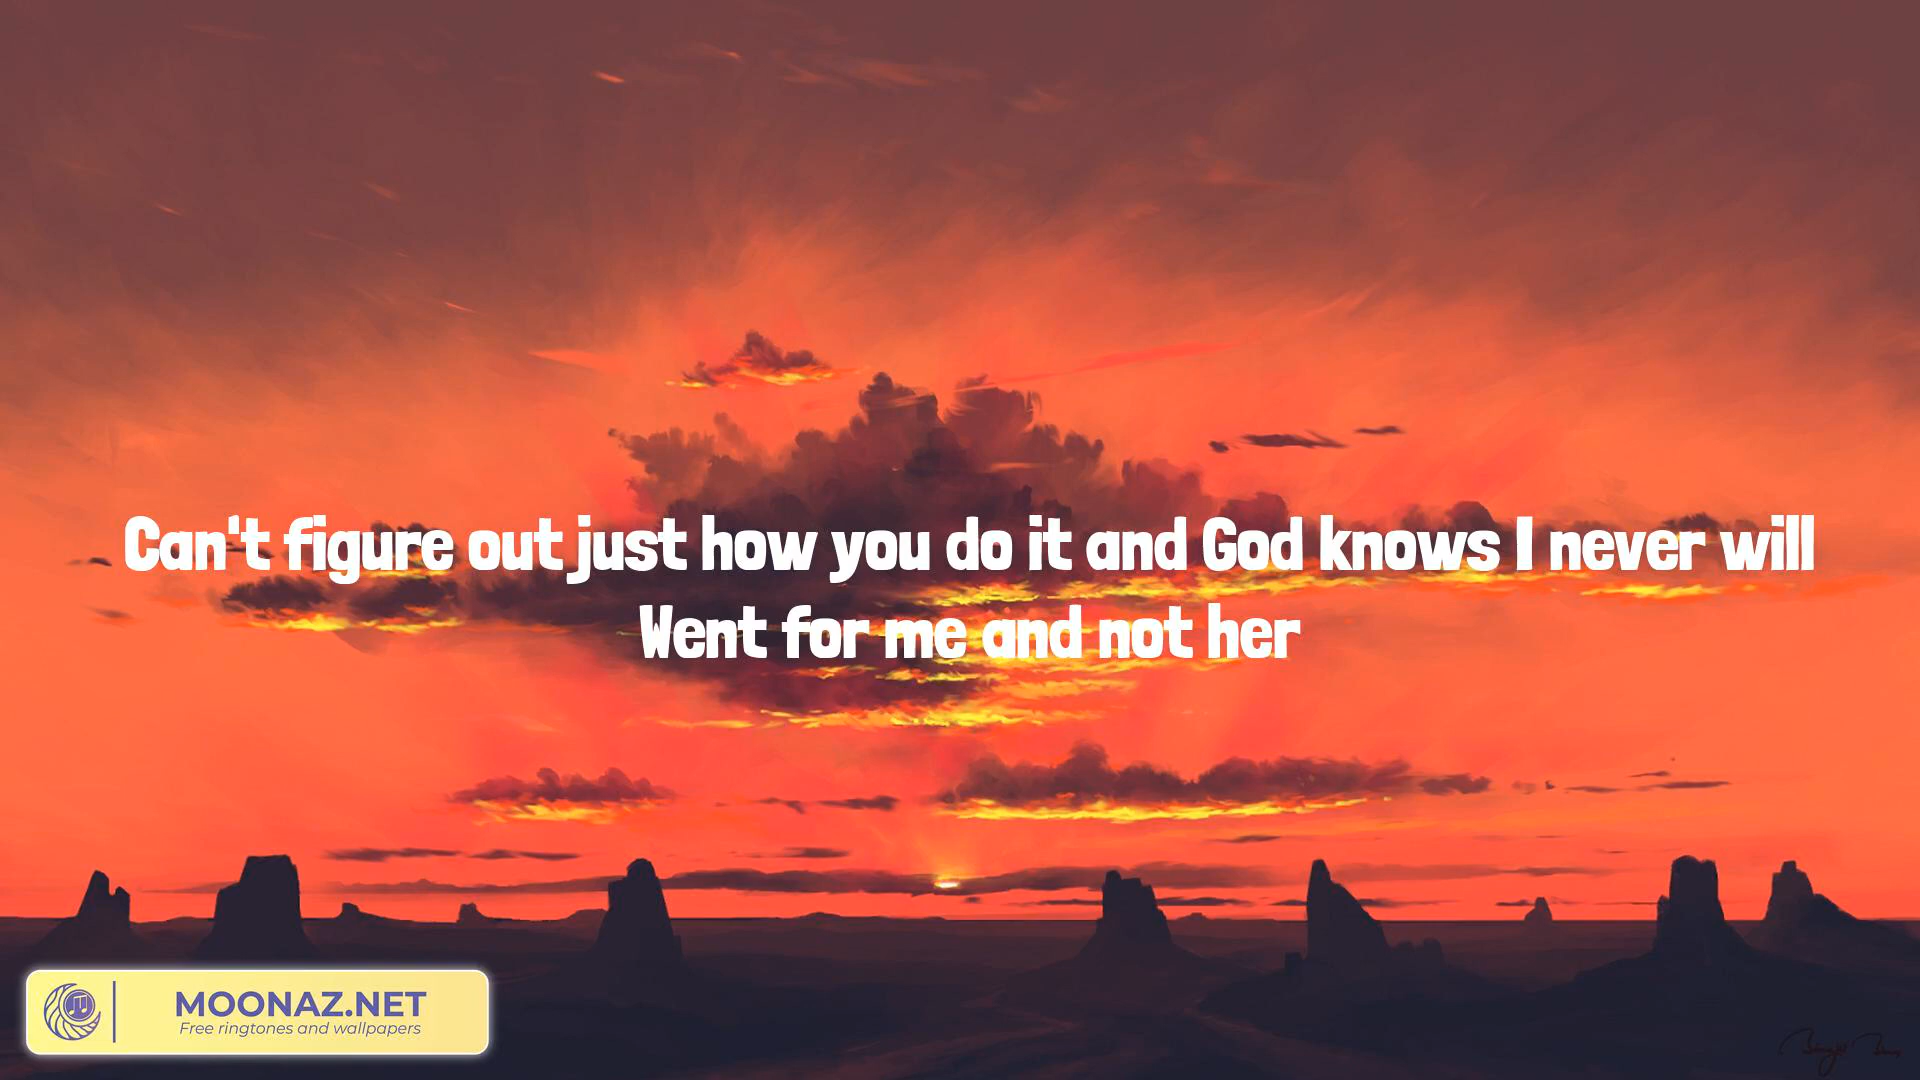 Can't figure out just how you do it and God knows I never will
Went for me and not her
MOONAZ.NET
Free ringtones and wallpapers